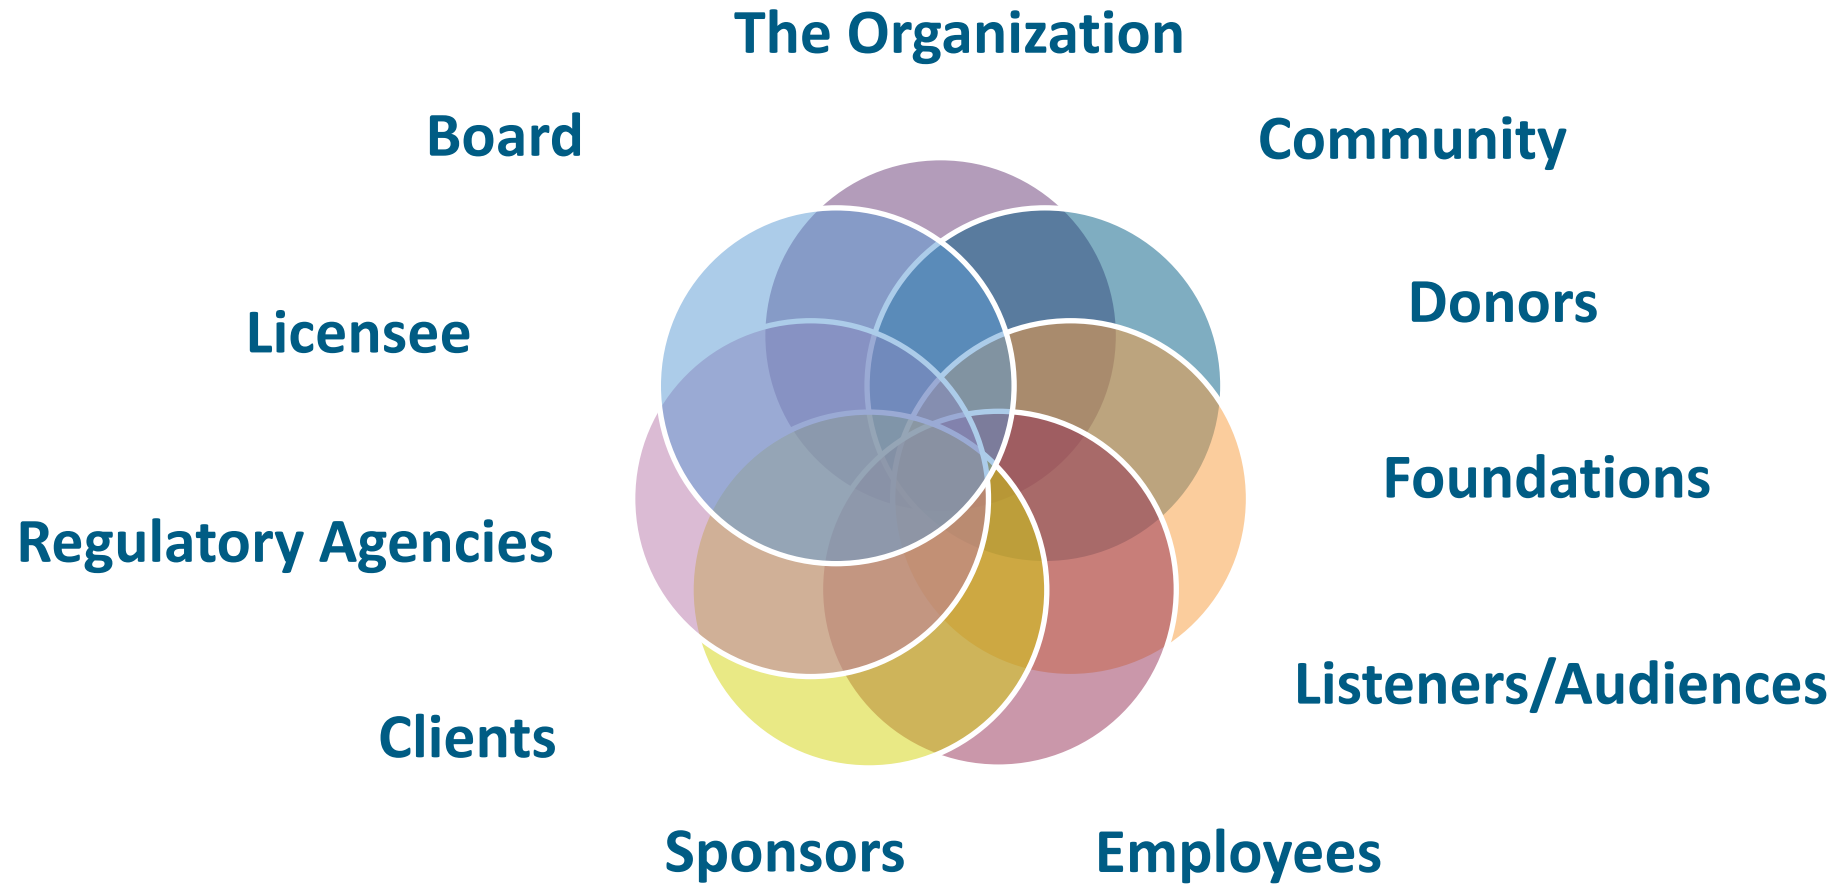 The Organization
Board
Community
Donors
Licensee
Foundations
Regulatory Agencies
Listeners/Audiences
Clients
Sponsors
Employees